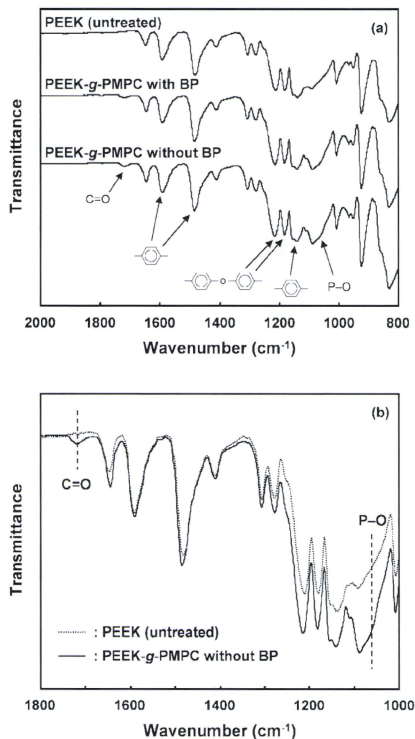 (a)
PEEK (untreated)
PEEK-g-PMPC with BP
PEEK-g-PMPC without BP
C=O
O
P–O
Transmittance
2000 1800 1600 1400 1200 1000 800
Wavenumber (cm-1)
(b)
C=O
P–O
Transmittance
: PEEK (untreated)
: PEEK-g-PMPC without BP
1800 1600 1400 1200 1000
Wavenumber (cm-1)